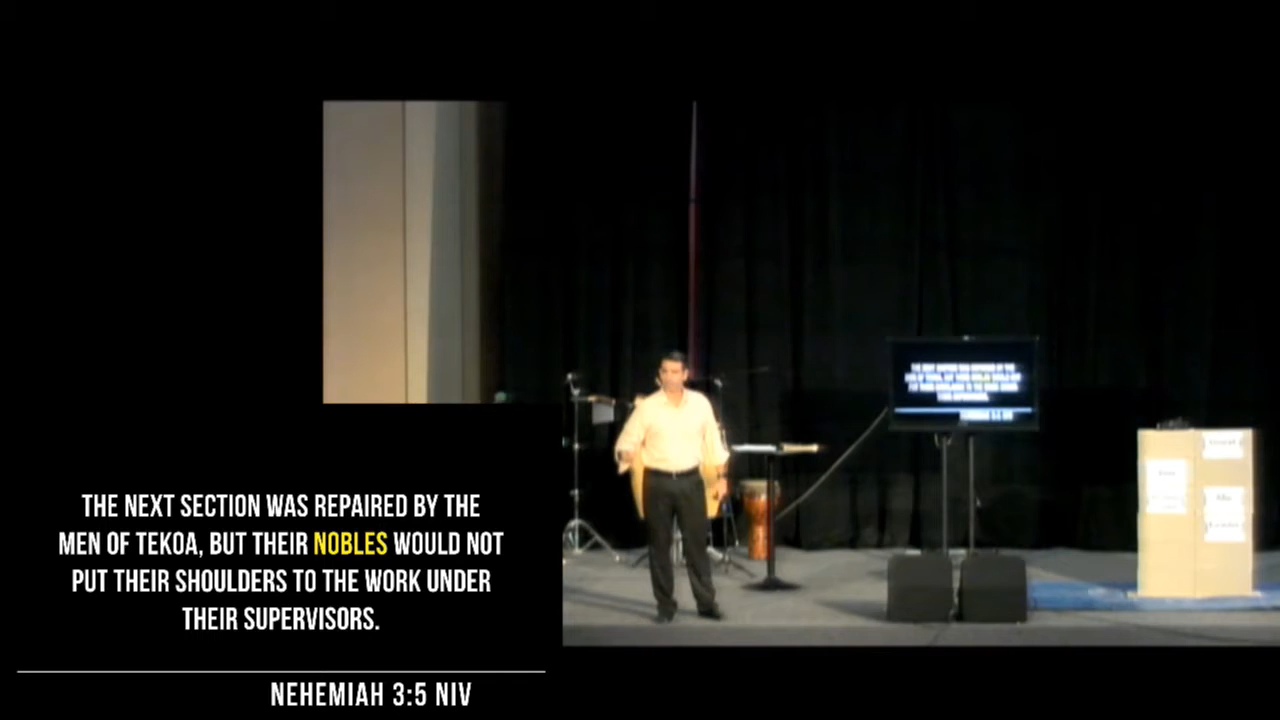 THE NEXT SECTION WAS REPAIRED BY THE
MEN OF TEKOA, BUT THEIR NOBLES WOULD NOT
PUT THEIR SHOULDERS TO THE WORK UNDER
THEIR SUPERVISORS.
NEHEMIAH 3:5 NIV